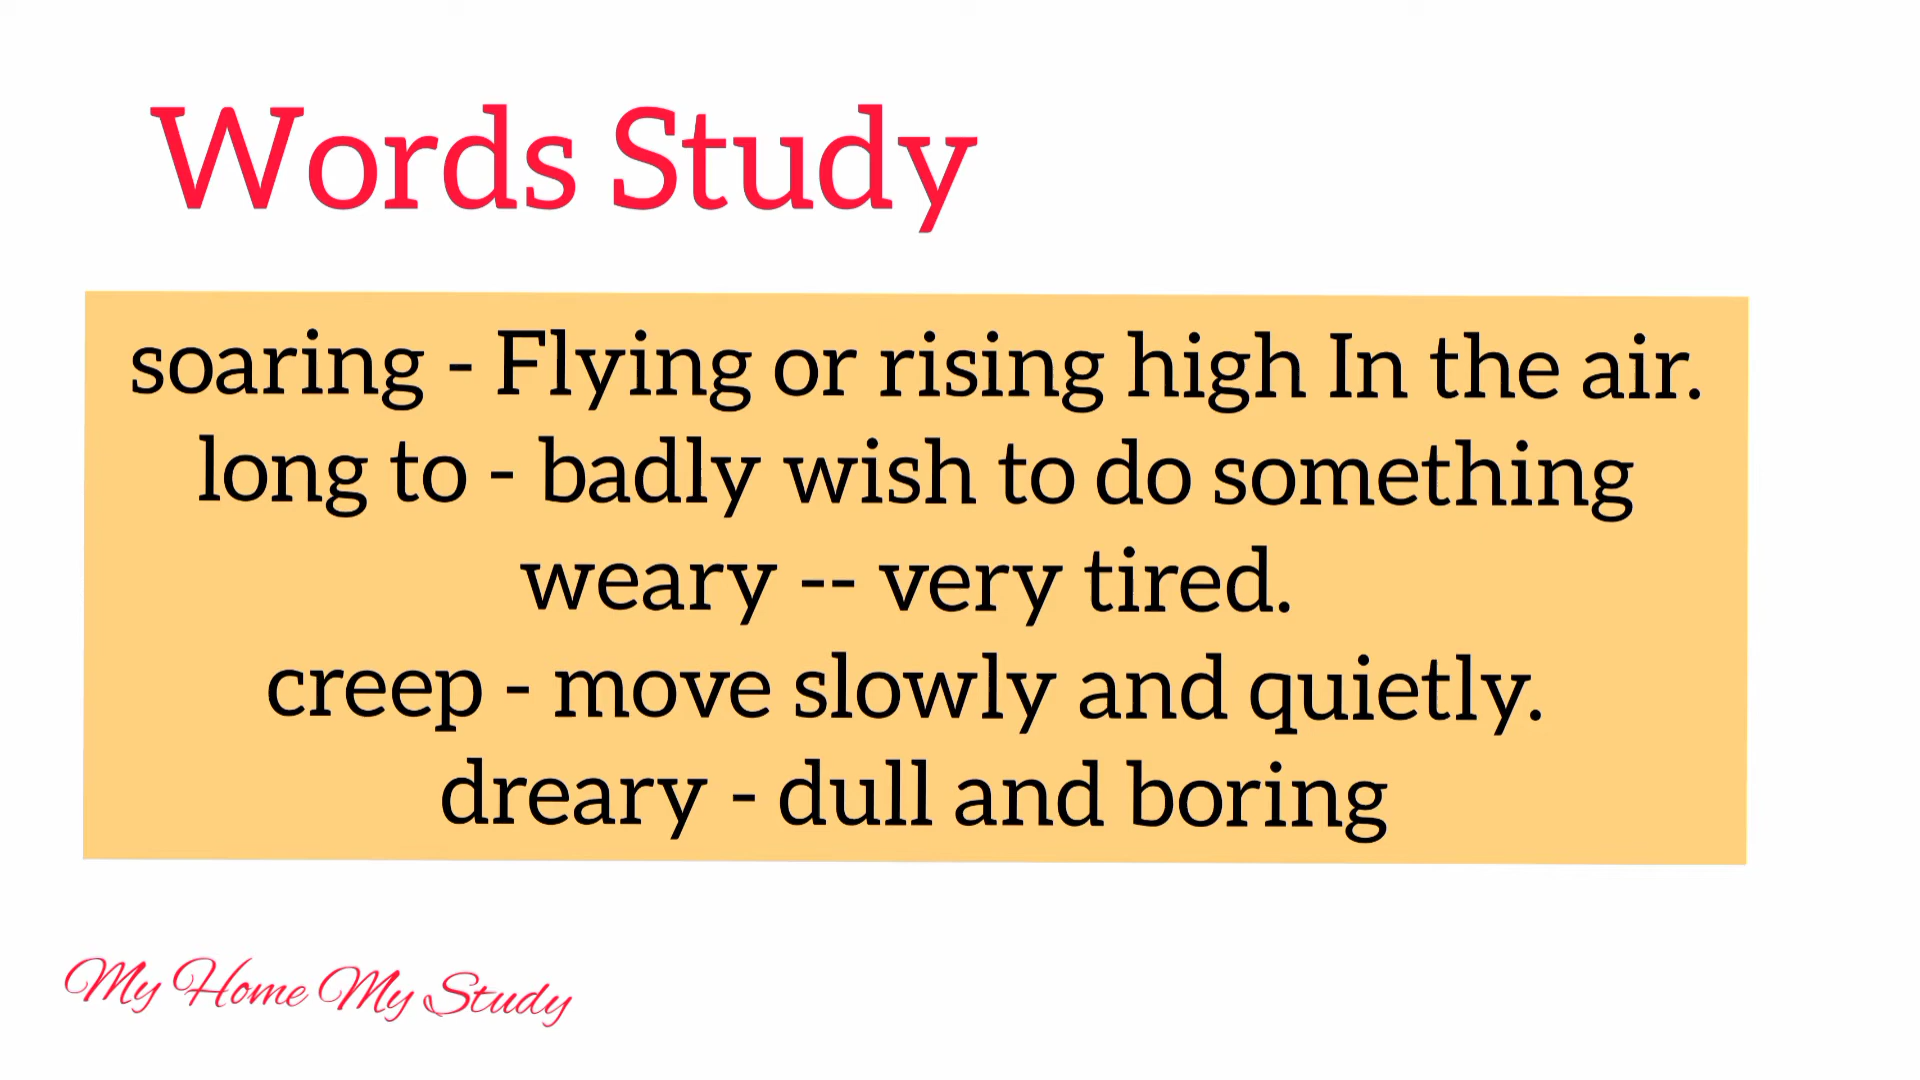 Words Study
soaring - Flying or rising high In the air.
long to - badly wish to do something
weary -- very tired.
creep - move slowly and quietly.
dreary - dull and boring
My Home My Study